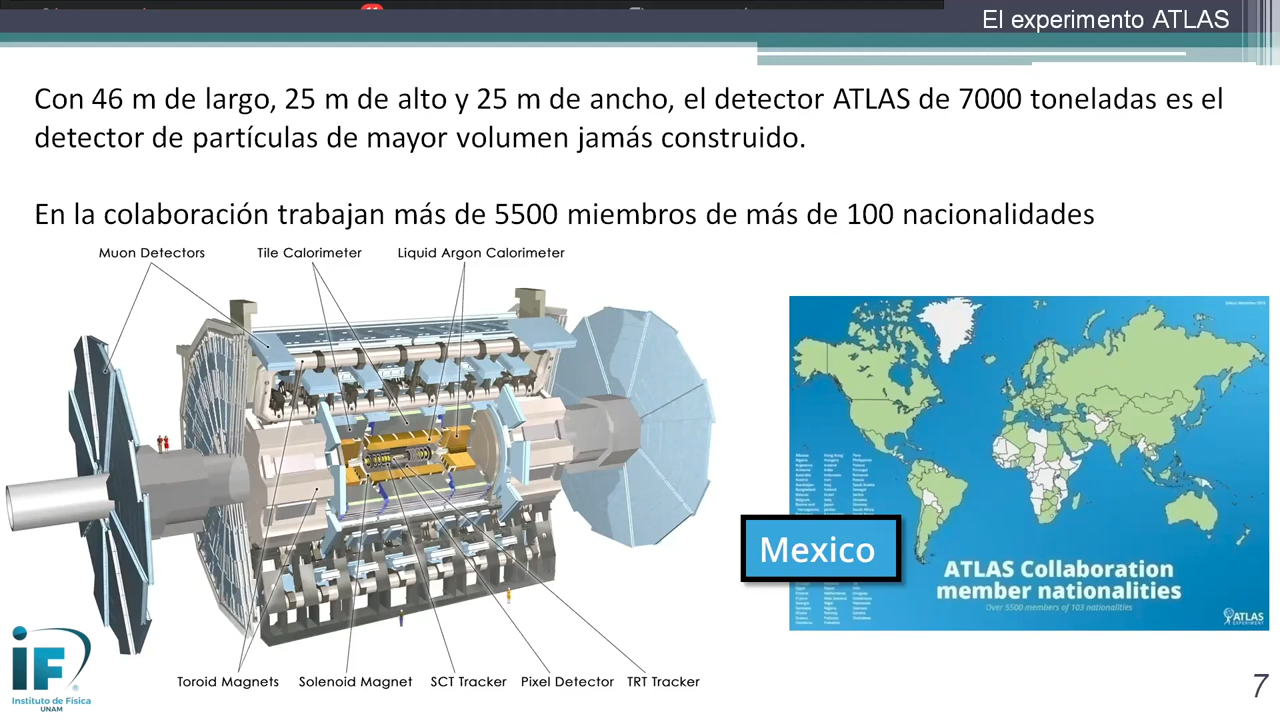 El experimento ATLAS
Con 46 m de largo, 25 m de alto y 25 m de ancho, el detector ATLAS de 7000 toneladas es el
detector de partículas de mayor volumen jamás construido.
En la colaboración trabajan más de 5500 miembros de más de 100 nacionalidades
Muon Detectors
Tile Calorimeter
Liquid Argon Calorimeter
Toroid Magnets
Solenoid Magnet
SCT Tracker
Pixel Detector
TRT Tracker
Mexico
ATLAS Collaboration
member nationalities
Over 5500 members of 103 nationalities
ATLAS
EXPERIMENT
iF
Instituto de Física
UNAM
7